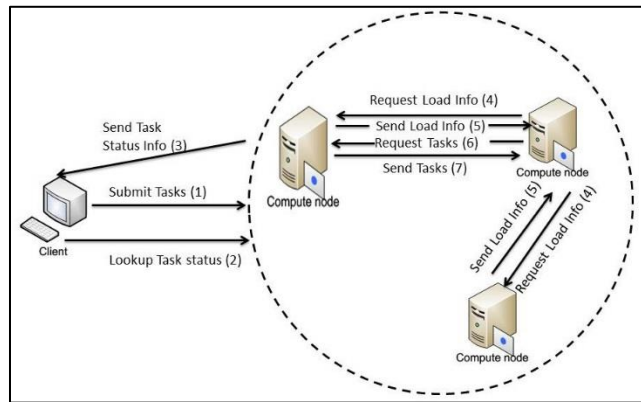 Request Load Info (4)
Send Task
Status Info (3)
Send Load Info (5)
Request Tasks (6)
Send Tasks (7)
Compute node
Submit Tasks (1)
Compute node
Client
Lookup Task status (2)
Send Load Info (5)
Request Load Info (4)
Compute node